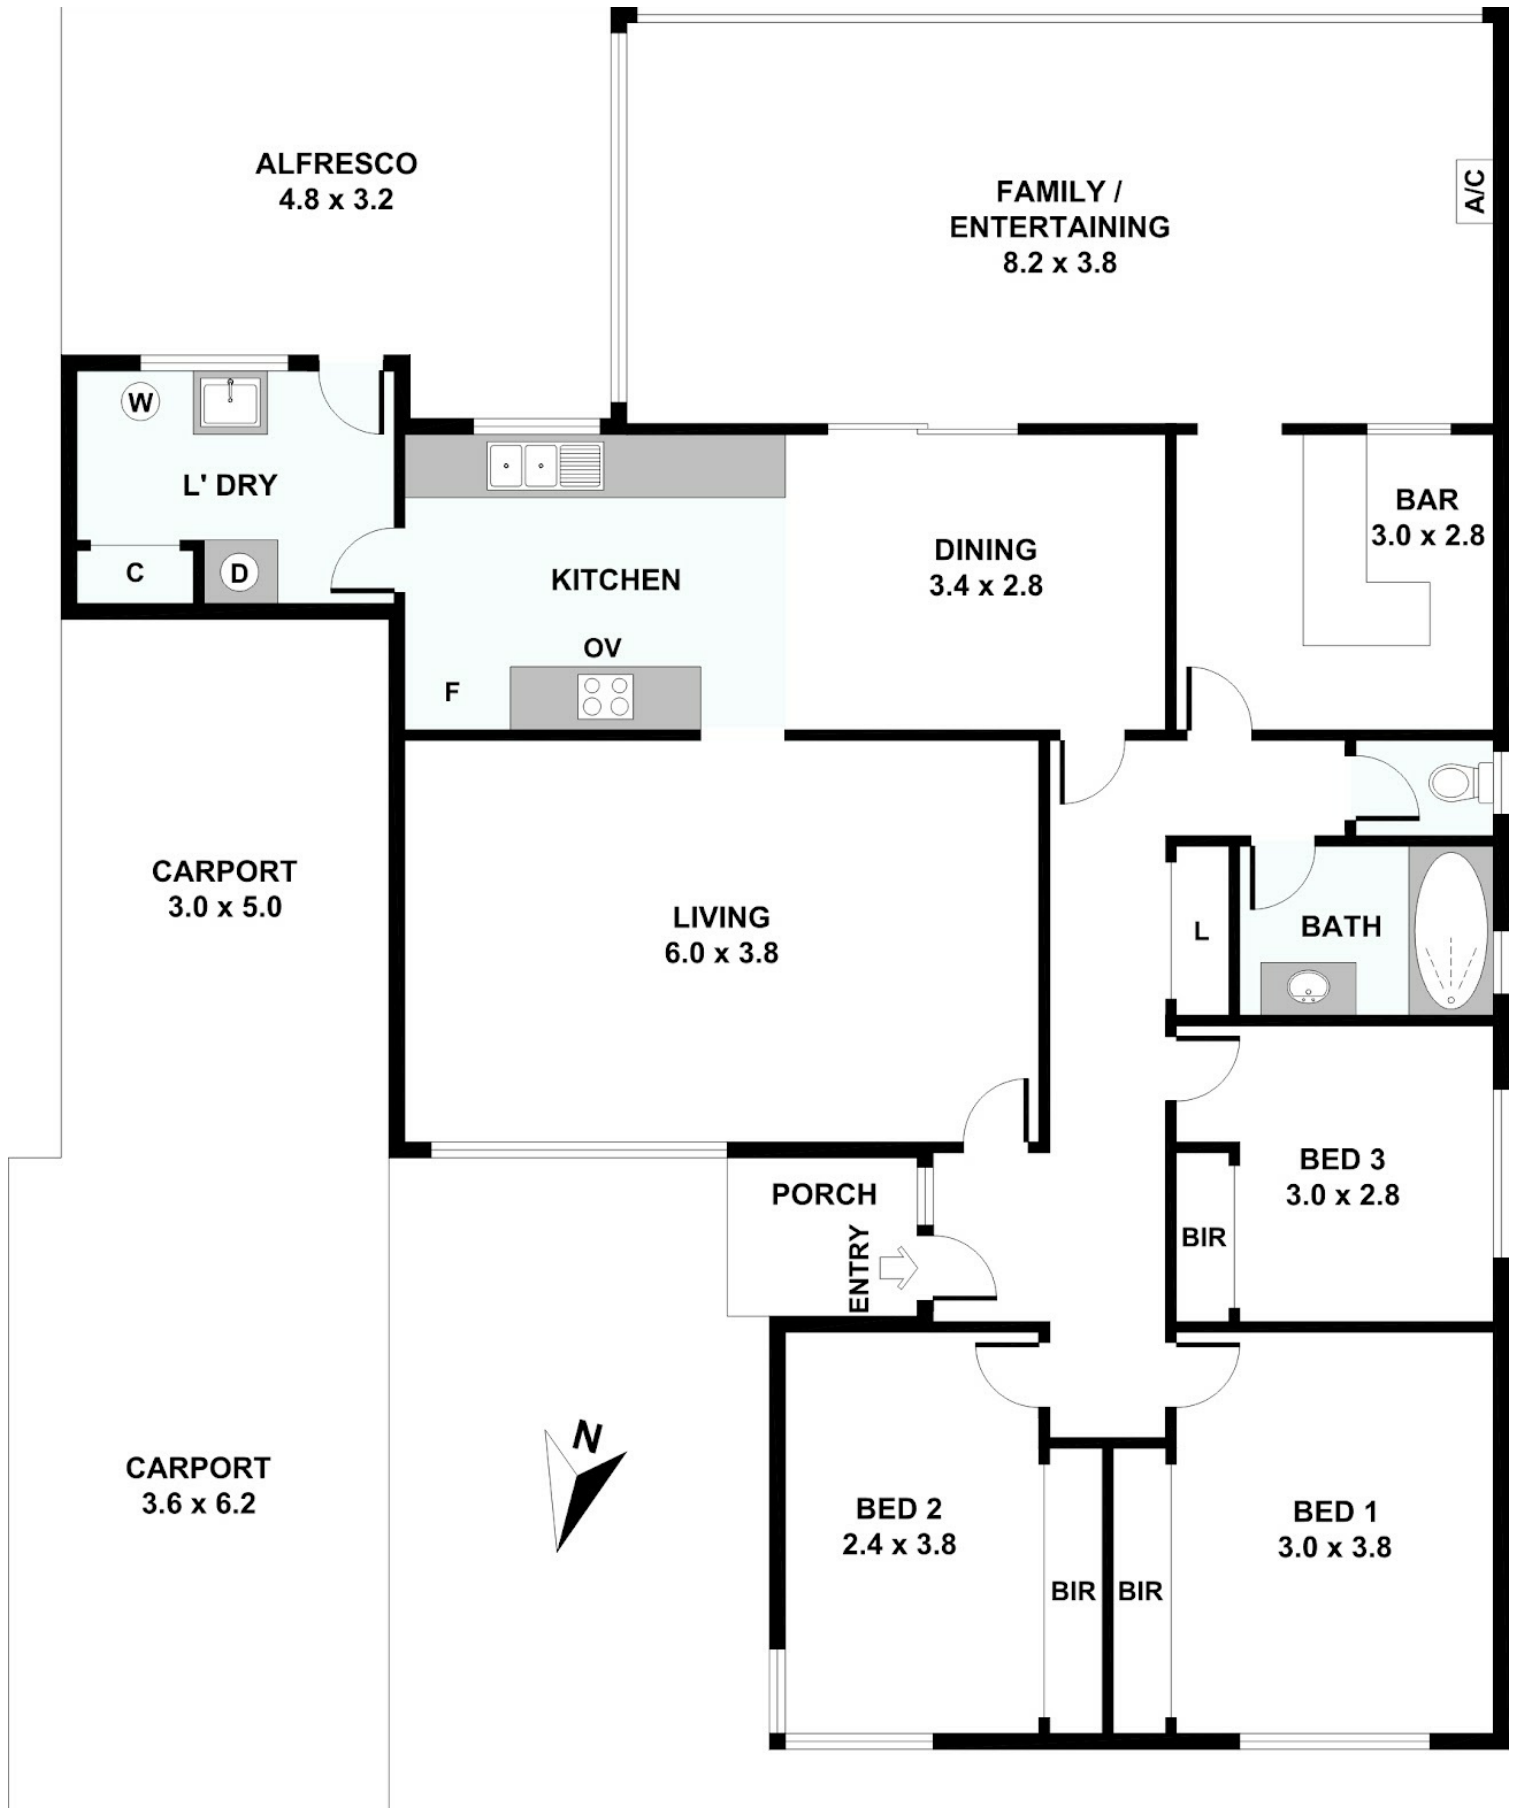 ALFRESCO
4.8 x 3.2
FAMILY /
ENTERTAINING
8.2 x 3.8
A/C
W
L' DRY
C
D
KITCHEN
OV
F
DINING
3.4 x 2.8
BAR
3.0 x 2.8
CARPORT
3.0 x 5.0
LIVING
6.0 x 3.8
L
BATH
PORCH
ENTRY
BED 3
3.0 x 2.8
BIR
N
CARPORT
3.6 x 6.2
BED 2
2.4 x 3.8
BIR
BIR
BED 1
3.0 x 3.8